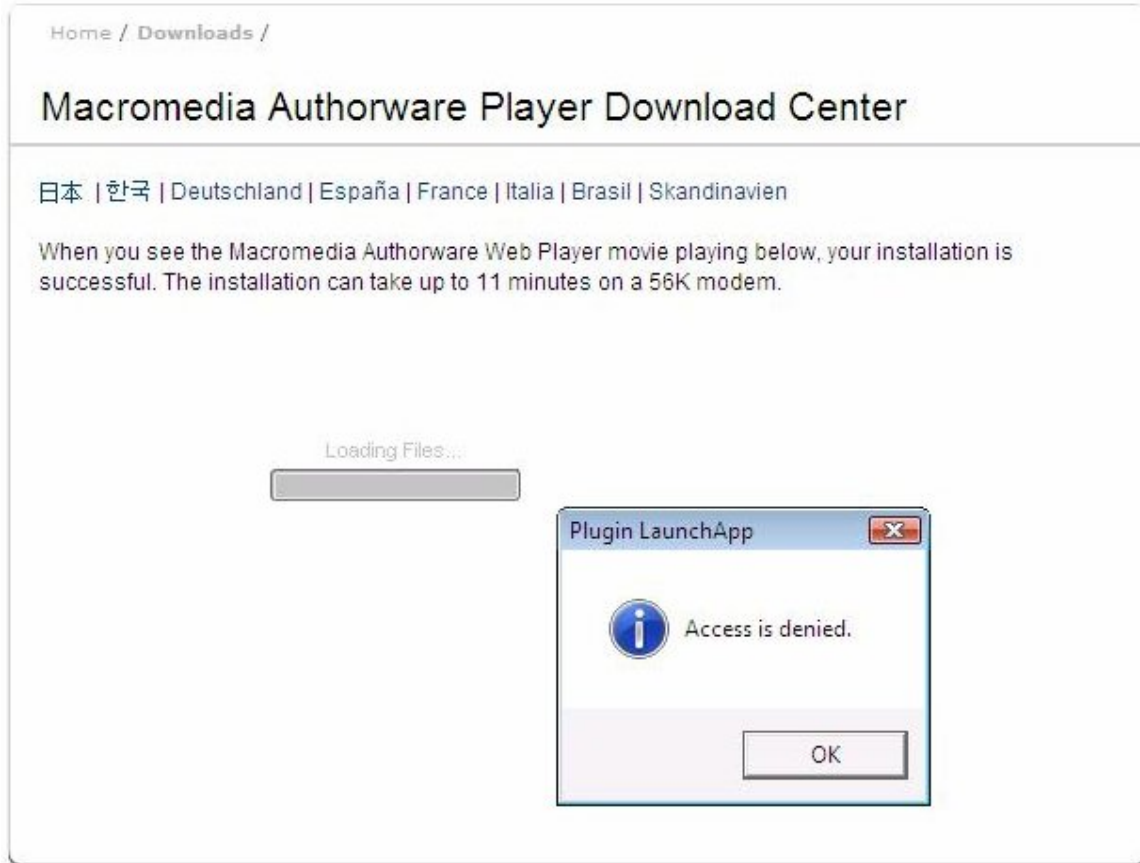 Home / Downloads /
Macromedia Authorware Player Download Center
日本 | 한국 | Deutschland | España | France | Italia | Brasil | Skandinavien
When you see the Macromedia Authorware Web Player movie playing below, your installation is
successful. The installation can take up to 11 minutes on a 56K modem.
Loading Files...
Plugin LaunchApp
Access is denied.
OK